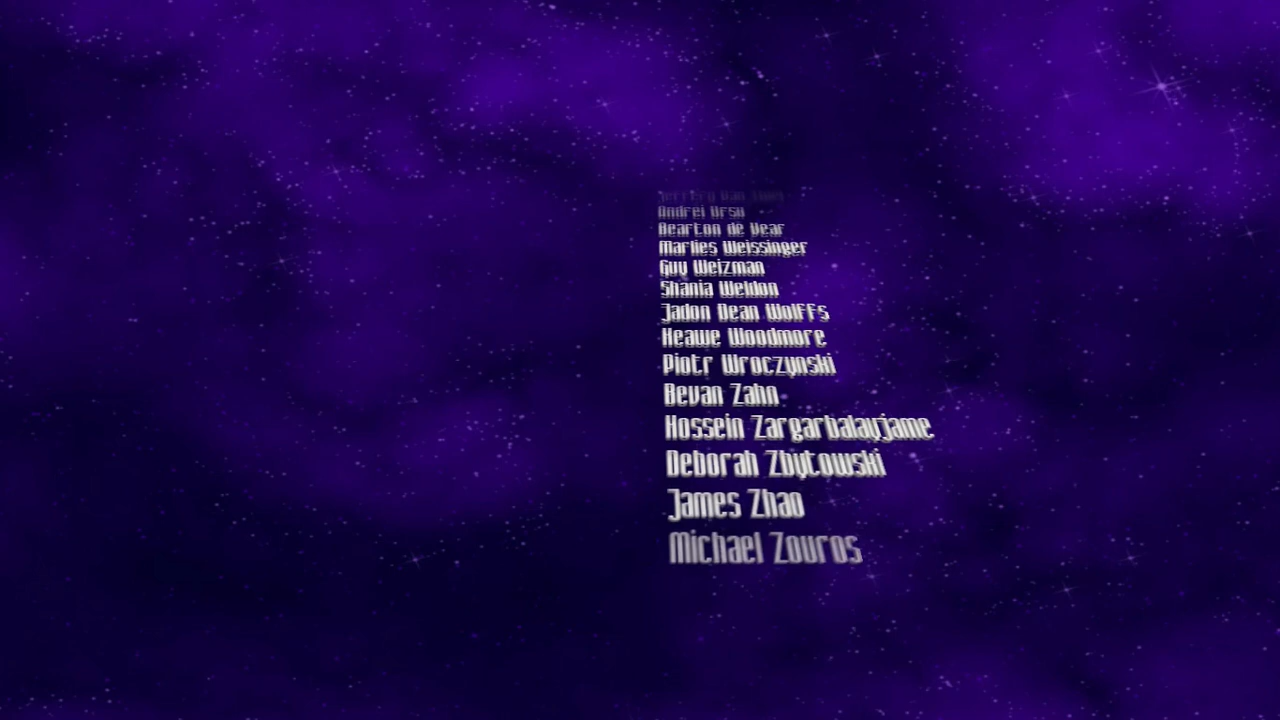 Andrei Ursu
Bearton de Vear
Marlies Weissinger
Guy Weizman
Shania Weldon
Jadon Dean Wolffs
Heawe Woodmore
Piotr Wroczynski
Bevan Zahn
Hossein Zargarbalayjame
Deborah Zbytowski
James Zhao
Michael Zouros